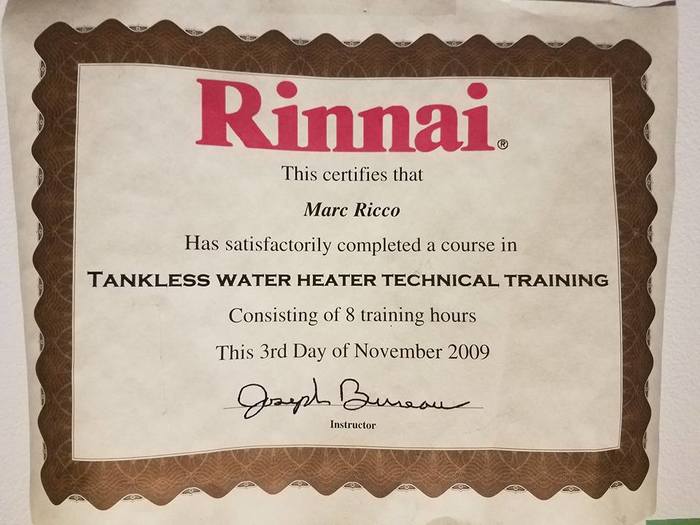 Rinnai®
This certifies that
Marc Ricco
Has satisfactorily completed a course in
TANKLESS WATER HEATER TECHNICAL TRAINING
Consisting of 8 training hours
This 3rd Day of November 2009
Joseph Bureau
Instructor